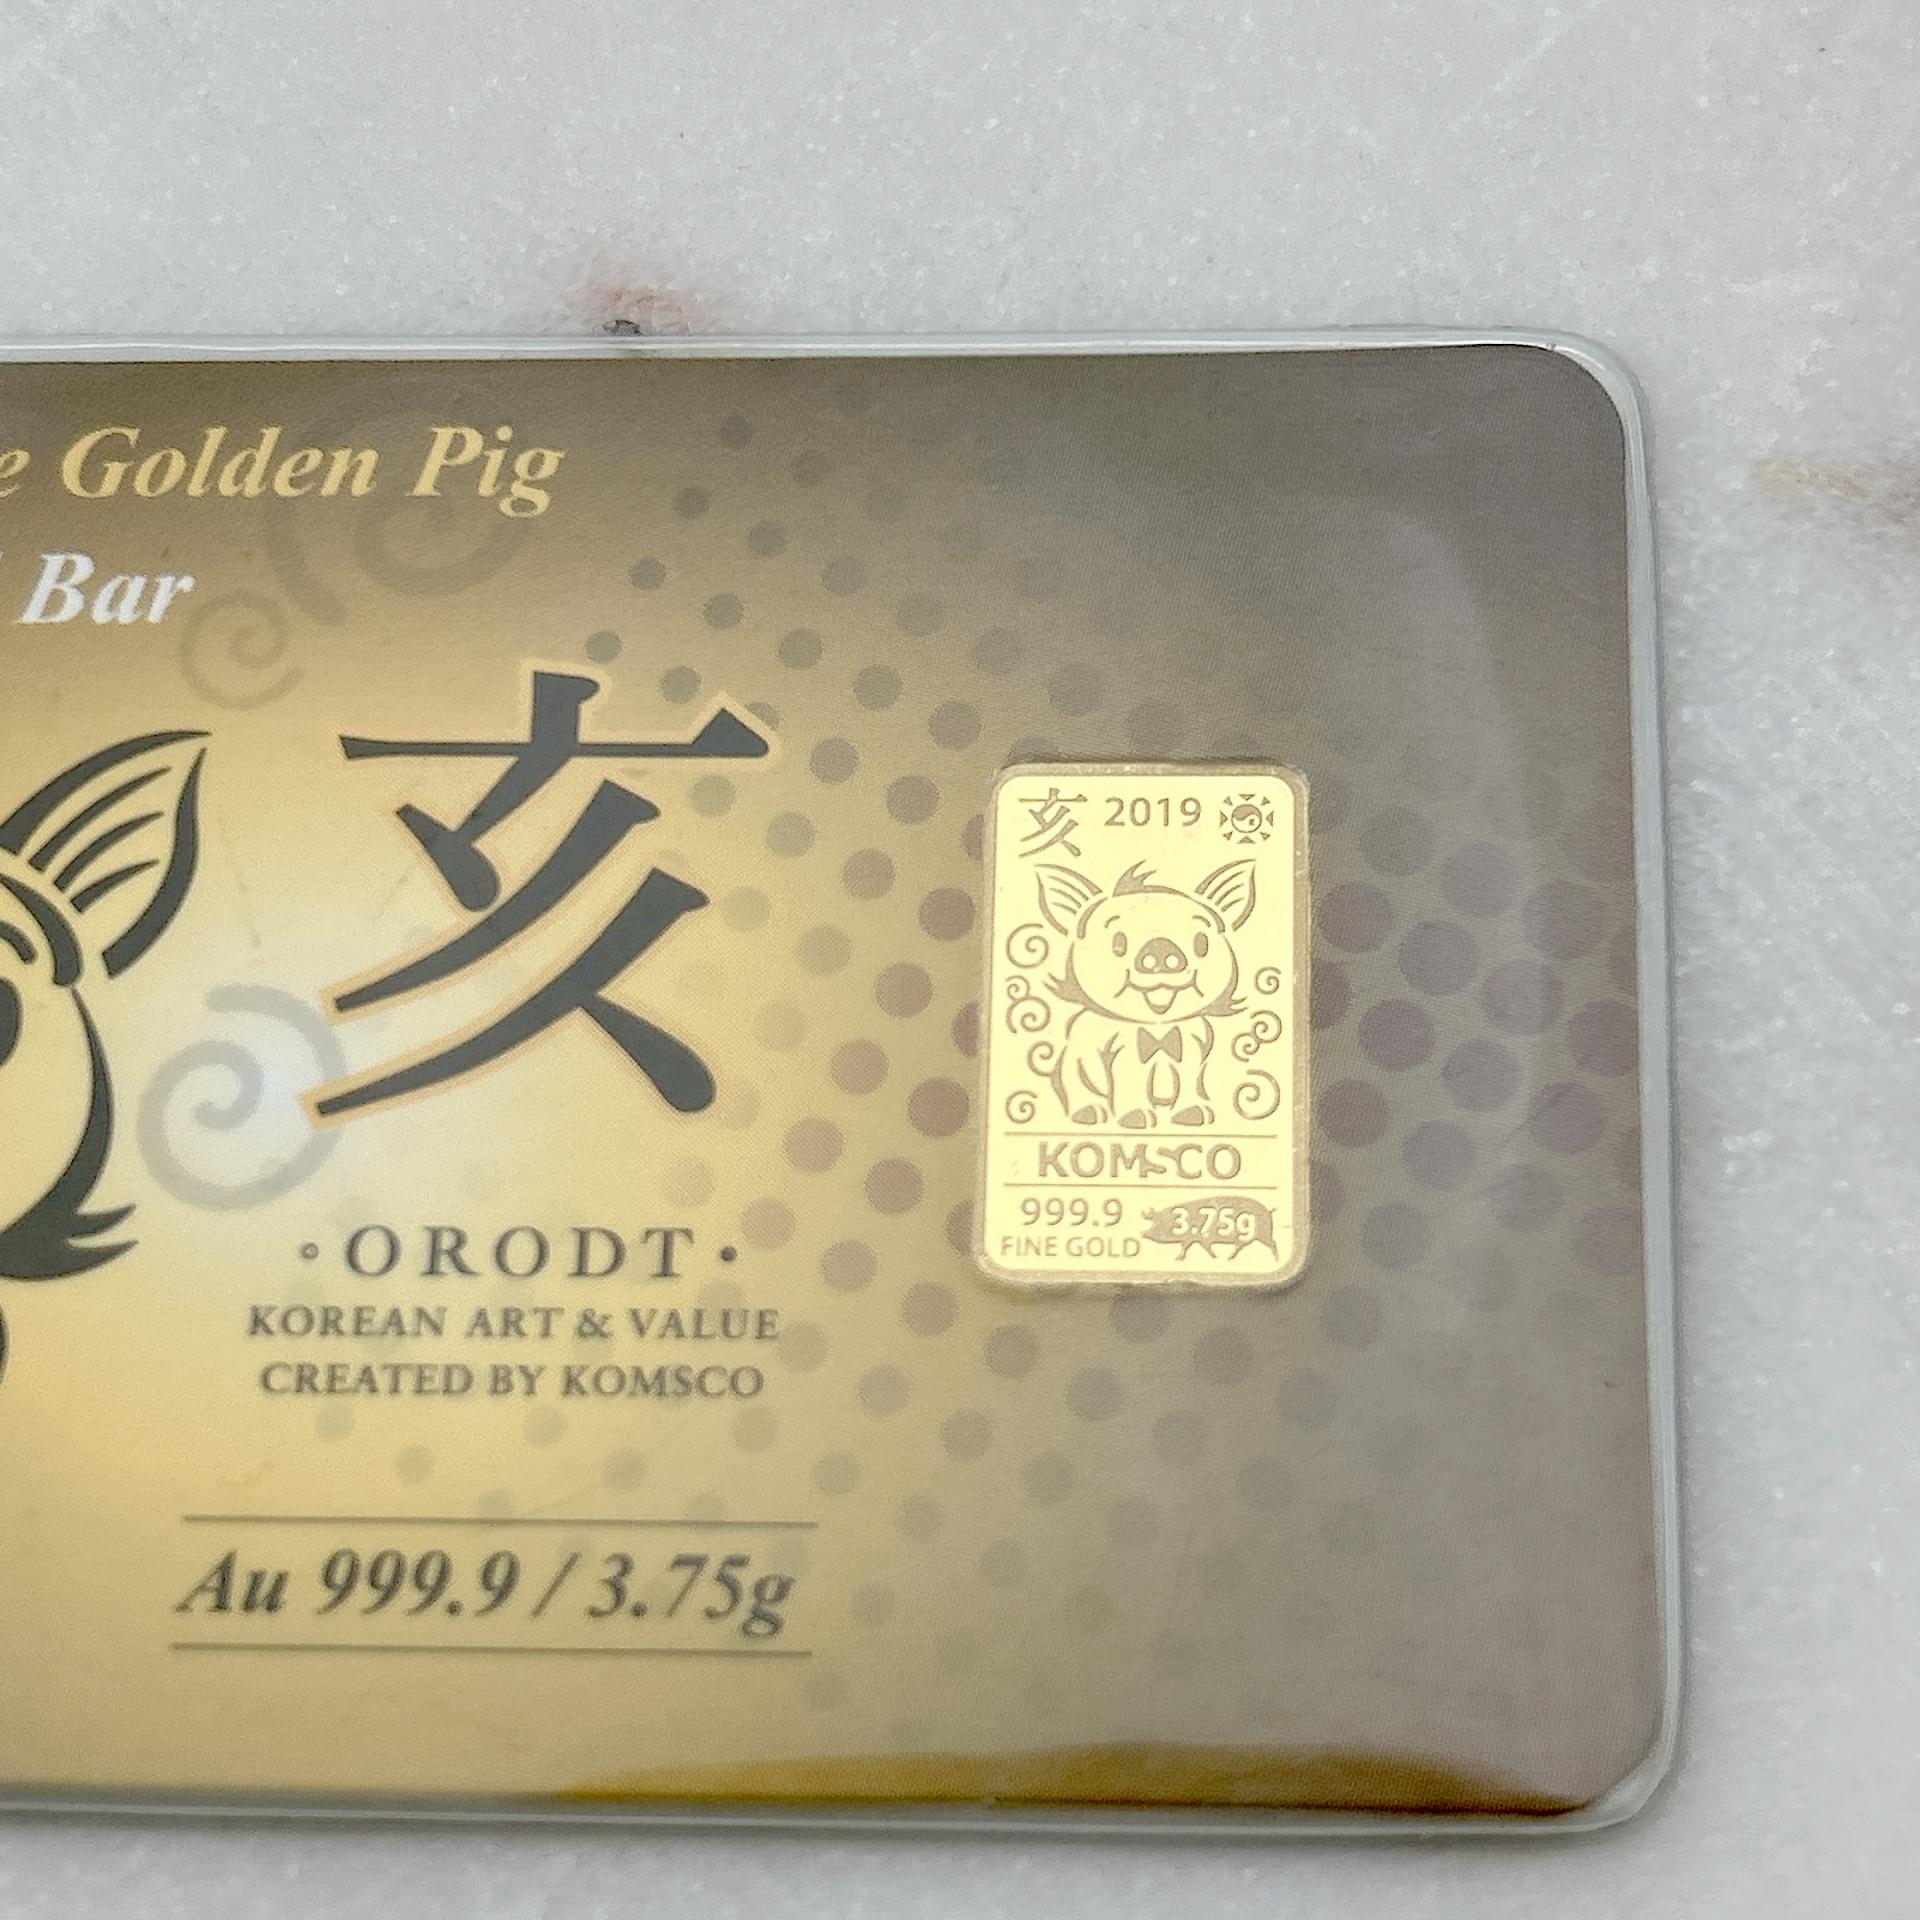 e Golden Pig
Bar
亥
· ORODT ·
KOREAN ART & VALUE
CREATED BY KOMSCO
Au 999.9 / 3.75g
亥 2019
KOMSCO
999.9
FINE GOLD
3.75g